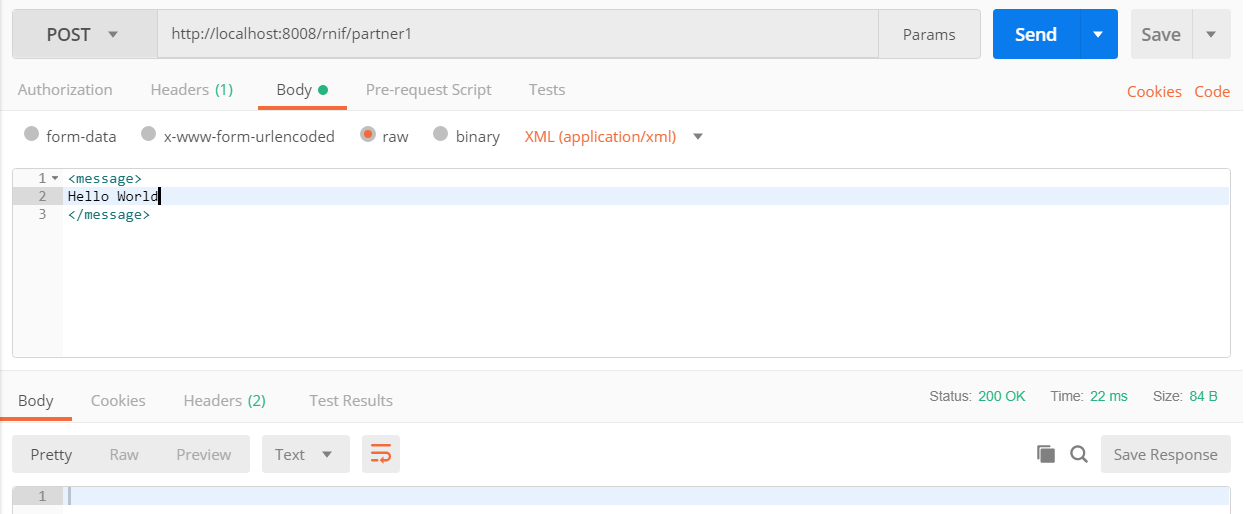 POST http://localhost:8008/rnif/partner1 Params Send Save
Authorization Headers (1) Body Pre-request Script Tests Cookies Code
form-data x-www-form-urlencoded raw binary XML (application/xml)
1 <message>
2 Hello World
3 </message>
Body Cookies Headers (2) Test Results Status: 200 OK Time: 22 ms Size: 84 B
Pretty Raw Preview Text Save Response
1